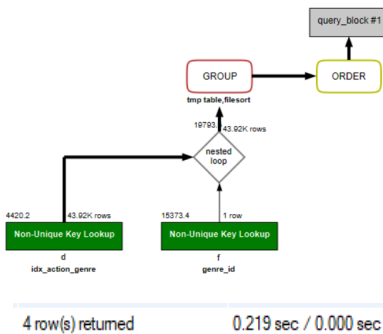 query_block #1
GROUP
ORDER
tmp table,filesort
19793.
43.92K rows
nested
loop
4420.2
43.92K rows
15373.4
1 row
Non-Unique Key Lookup
Non-Unique Key Lookup
d
f
idx_action_genre
genre_id
4 row(s) returned
0.219 sec / 0.000 sec